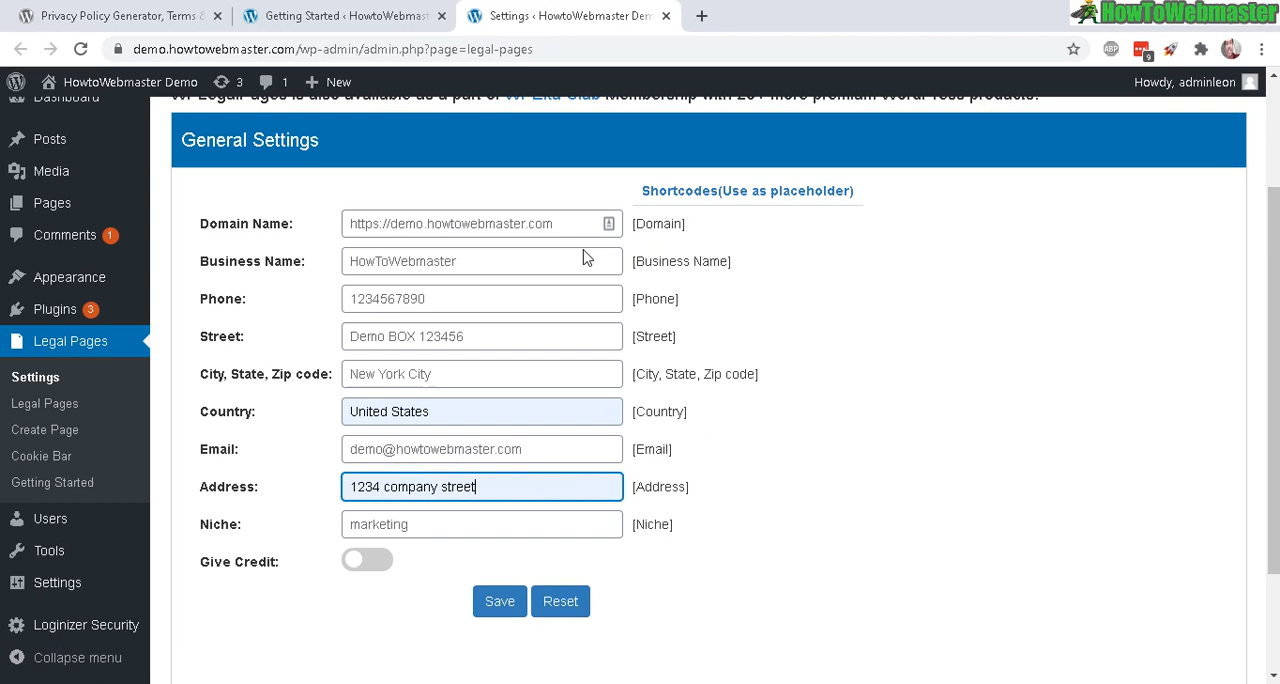 Privacy Policy Generator, Terms &
Getting Started ‹ HowtoWebmast
Settings ‹ HowtoWebmaster Dem
HowToWebmaster
demo.howtowebmaster.com/wp-admin/admin.php?page=legal-pages
ABP
9
HowtoWebmaster Demo
3
1
New
Howdy, adminleon
Dashboard
WP LegalPages is also available as a part of WP Eka Club Membership with 20+ more premium WordPress products.
Posts
Media
Pages
Comments 1
Appearance
Plugins 3
Legal Pages
Settings
Legal Pages
Create Page
Cookie Bar
Getting Started
Users
Tools
Settings
Loginizer Security
Collapse menu
General Settings
Shortcodes(Use as placeholder)
Domain Name: https://demo.howtowebmaster.com [Domain]
Business Name: HowToWebmaster [Business Name]
Phone: 1234567890 [Phone]
Street: Demo BOX 123456 [Street]
City, State, Zip code: New York City [City, State, Zip code]
Country: United States [Country]
Email: demo@howtowebmaster.com [Email]
Address: 1234 company street [Address]
Niche: marketing [Niche]
Give Credit:
Save Reset